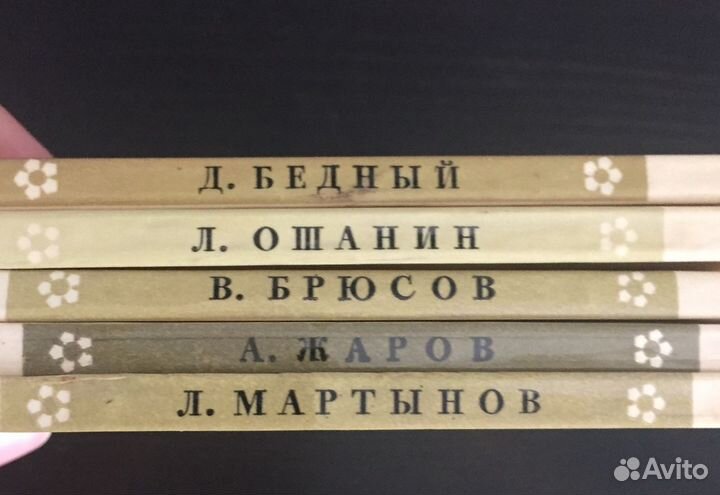 Д. БЕДНЫЙ
Л. ОШАНИН
В. БРЮСОВ
А. ЖАРОВ
Л. МАРТЫНОВ
Avito